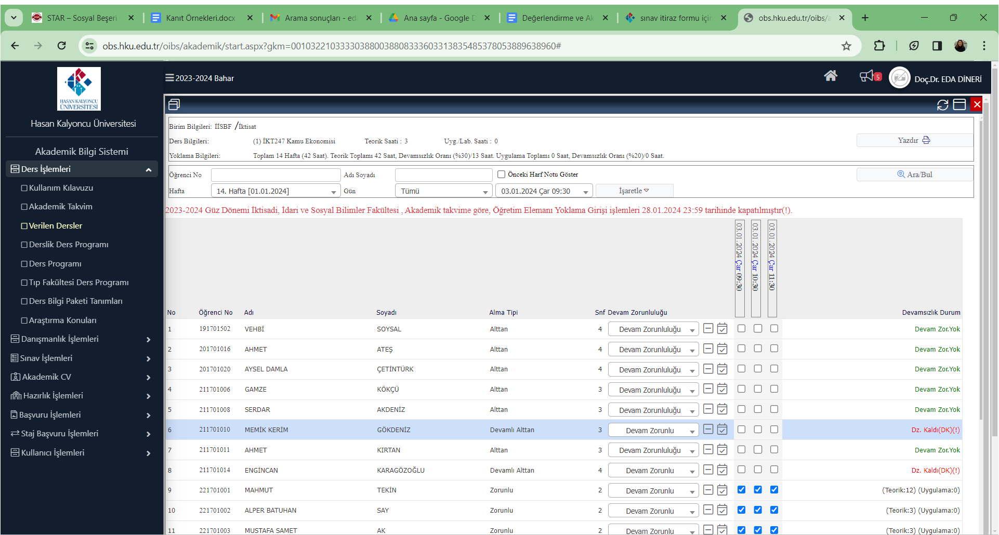 STAR – Sosyal Beşeri
Kanıt Örnekleri.docx
Arama sonuçları - eda
Ana sayfa - Google D
Değerlendirme ve Ak
sınav itiraz formu için
obs.hku.edu.tr/oibs/a
obs.hku.edu.tr/oibs/akademik/start.aspx?gkm=00103221033330388003880833360331383548537805388963​8960#
HASAN KALYONCU
ÜNİVERSİTESİ
Hasan Kalyoncu Üniversitesi
Akademik Bilgi Sistemi
Ders İşlemleri
Kullanım Kılavuzu
Akademik Takvim
Verilen Dersler
Derslik Ders Programı
Ders Programı
Tıp Fakültesi Ders Programı
Ders Bilgi Paketi Tanımları
Araştırma Konuları
Danışmanlık İşlemleri
Sınav İşlemleri
Akademik CV
Hazırlık İşlemleri
Başvuru İşlemleri
Staj Başvuru İşlemleri
Kullanıcı İşlemleri
2023-2024 Bahar
5
Doç.Dr. EDA DİNERİ
Birim Bilgileri: İİSBF /İktisat
Ders Bilgileri: (1) İKT247 Kamu Ekonomisi Teorik Saati : 3 Uyg./Lab. Saati : 0
Yazdır
Yoklama Bilgileri: Toplam 14 Hafta (42 Saat). Teorik Toplamı 42 Saat, Devamsızlık Oranı (%30)/13 Saat. Uygulama Toplamı 0 Saat, Devamsızlık Oranı (%20)/0 Saat.
Öğrenci No Adı Soyadı Önceki Harf Notu Göster Ara/Bul
Hafta 14. Hafta [01.01.2024] Gün Tümü 03.01.2024 Çar 09:30 İşaretle
2023-2024 Güz Dönemi İktisadi, İdari ve Sosyal Bilimler Fakültesi , Akademik takvime göre, Öğretim Elemanı Yoklama Girişi işlemleri 28.01.2024 23:59 tarihinde kapatılmıştır(!).
03.01.2024 Çar 09:30
03.01.2024 Çar 10:30
03.01.2024 Çar 11:30
No Öğrenci No Adı Soyadı Alma Tipi Snf Devam Zorunluluğu Devamsızlık Durum
1 191701502 VEHBİ SOYSAL Alttan 4 Devam Zorunluluğu Devam Zor.Yok
2 201701016 AHMET ATEŞ Alttan 4 Devam Zorunluluğu Devam Zor.Yok
3 201701020 AYSEL DAMLA ÇETİNTÜRK Alttan 4 Devam Zorunluluğu Devam Zor.Yok
4 211701006 GAMZE KÖKÇÜ Alttan 3 Devam Zorunluluğu Devam Zor.Yok
5 211701008 SERDAR AKDENİZ Alttan 3 Devam Zorunluluğu Devam Zor.Yok
6 211701010 MEMİK KERİM GÖKDENİZ Devamlı Alttan 3 Devam Zorunlu Dz. Kaldı(DK)(!)
7 211701011 AHMET KIRTAN Alttan 3 Devam Zorunluluğu Devam Zor.Yok
8 211701014 ENGİNCAN KARAGÖZOĞLU Devamlı Alttan 4 Devam Zorunlu Dz. Kaldı(DK)(!)
9 221701001 MAHMUT TEKİN Zorunlu 2 Devam Zorunlu (Teorik:12) (Uygulama:0)
10 221701002 ALPER BATUHAN SAY Zorunlu 2 Devam Zorunlu (Teorik:3) (Uygulama:0)
11 221701003 MUSTAFA SAMET AK Zorunlu 2 Devam Zorunlu (Teorik:3) (Uygulama:0)